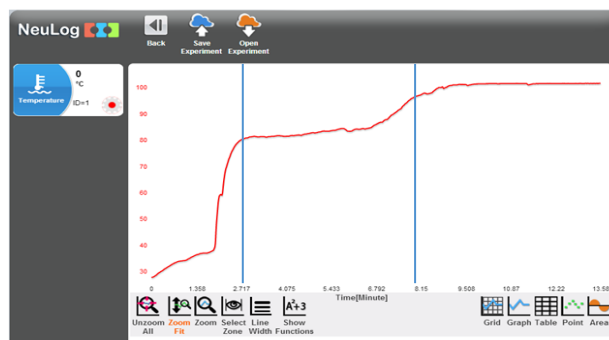 NeuLog
Back
Save Experiment
Open Experiment
0
°C
ID=1
Temperature
100
90
80
70
60
50
40
30
0 1.358 2.717 4.075 5.433 6.792 8.15 9.508 10.87 12.22 13.58
Time[Minute]
Unzoom All
Zoom Fit
Zoom
Select Zone
Line Width
A²+3
Show Functions
Grid
Graph
Table
Point
Area